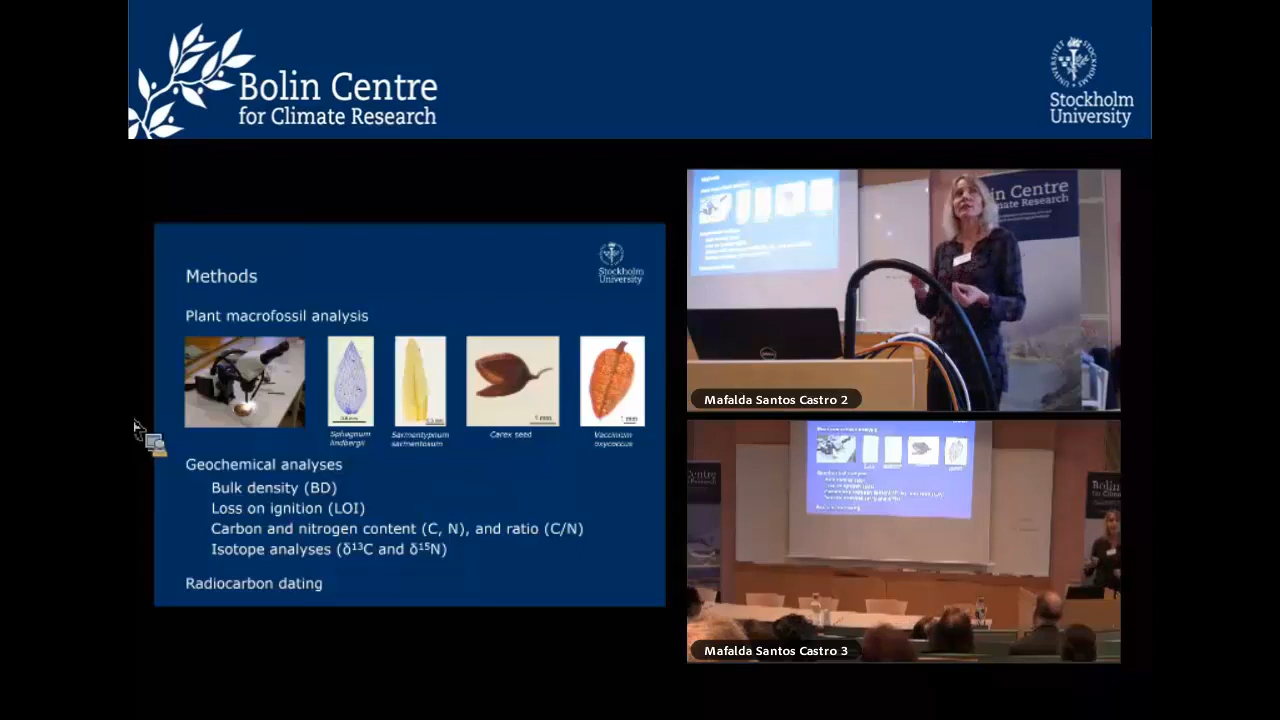 Bolin Centre
for Climate Research
Stockholm
University
Stockholm
University
Methods
Plant macrofossil analysis
Sphagnum
lindbergii
Sarmentypnum
sarmentosum
1 mm
Carex seed
1 mm
Vaccinium
oxycoccus
Geochemical analyses
Bulk density (BD)
Loss on ignition (LOI)
Carbon and nitrogen content (C, N), and ratio (C/N)
Isotope analyses (δ¹³C and δ¹⁵N)
Radiocarbon dating
in Centre
imate Research
Mafalda Santos Castro 2
Mafalda Santos Castro 3